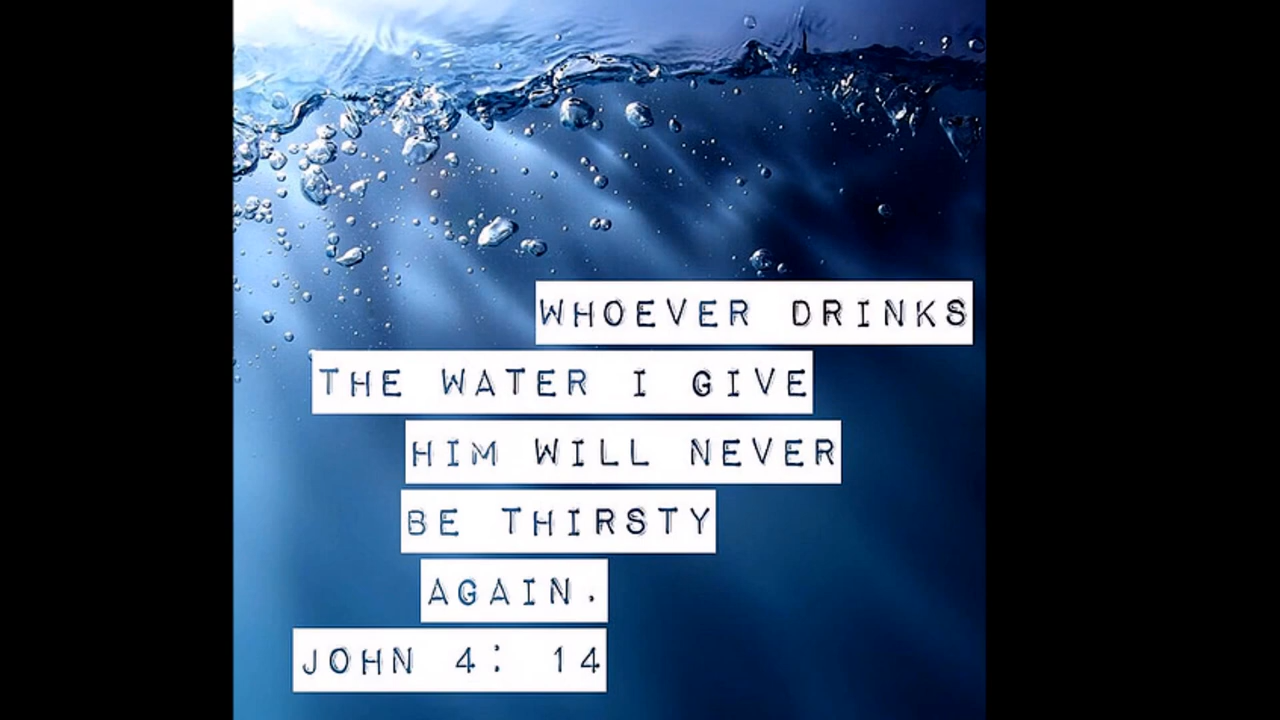 WHOEVER DRINKS
THE WATER I GIVE
HIM WILL NEVER
BE THIRSTY
AGAIN.
JOHN 4: 14